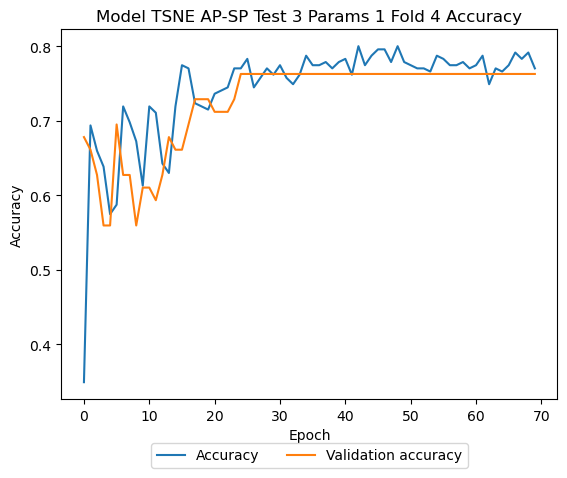 Model TSNE AP-SP Test 3 Params 1 Fold 4 Accuracy
0.8
0.7
0.6
0.5
0.4
Accuracy
0 10 20 30 40 50 60 70
Epoch
Accuracy Validation accuracy